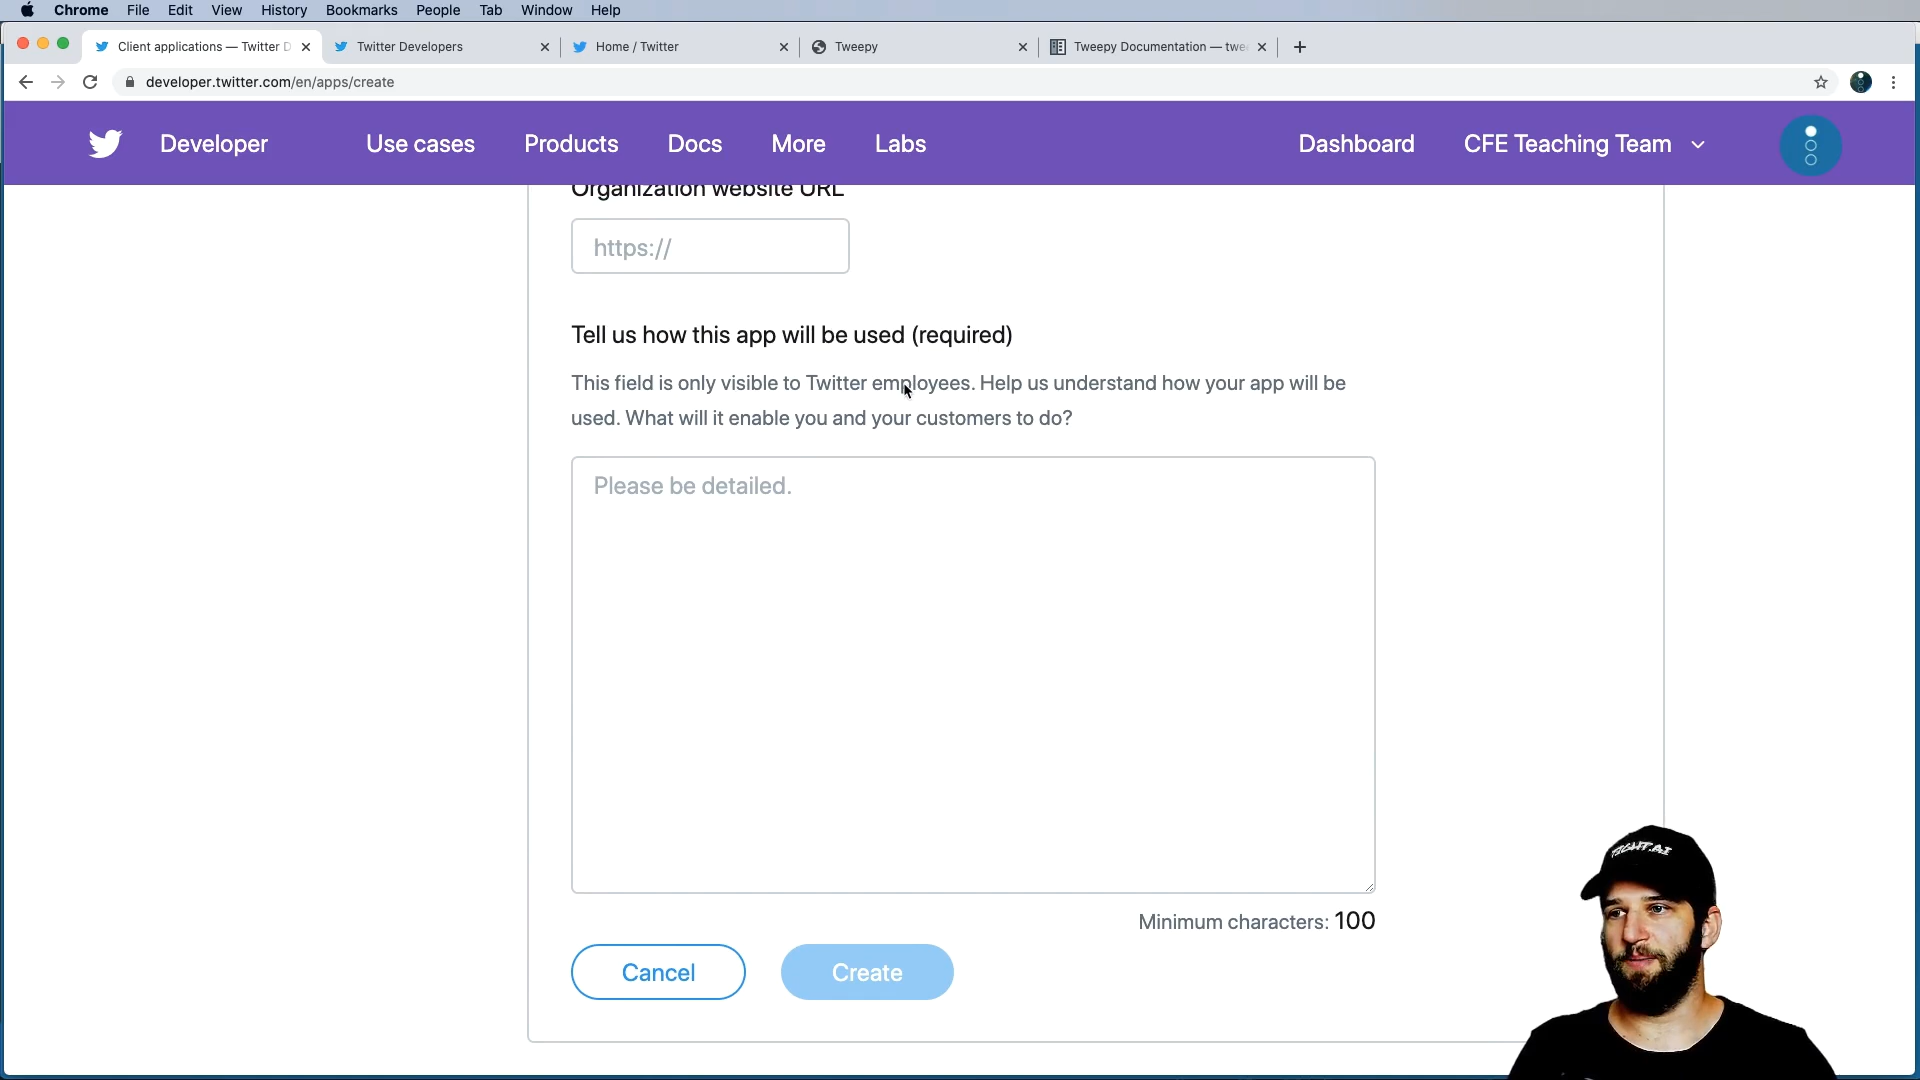 Chrome File Edit View History Bookmarks People Tab Window Help
Client applications — Twitter D
Twitter Developers
Home / Twitter
Tweepy
Tweepy Documentation — twe
developer.twitter.com/en/apps/create
Developer Use cases Products Docs More Labs Dashboard CFE Teaching Team
Organization website URL
https://
Tell us how this app will be used (required)
This field is only visible to Twitter employees. Help us understand how your app will be
used. What will it enable you and your customers to do?
Please be detailed.
Minimum characters: 100
Cancel Create